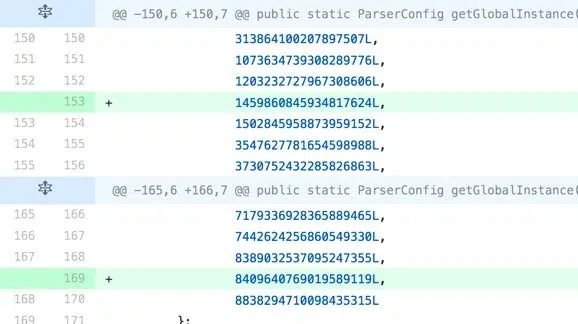 @@ -150,6 +150,7 @@ public static ParserConfig getGlobalInstance(
150 150 313864100207897507L,
151 151 1073634739308289776L,
152 152 1203232727967308606L,
153 + 1459860845934817624L,
153 154 1502845958873959152L,
154 155 3547627781654598988L,
155 156 3730752432285826863L,
@@ -165,6 +166,7 @@ public static ParserConfig getGlobalInstance(
165 166 7179336928365889465L,
166 167 7442624256860549330L,
167 168 8389032537095247355L,
169 + 8409640769019589119L,
168 170 8838294710098435315L
169 171 };